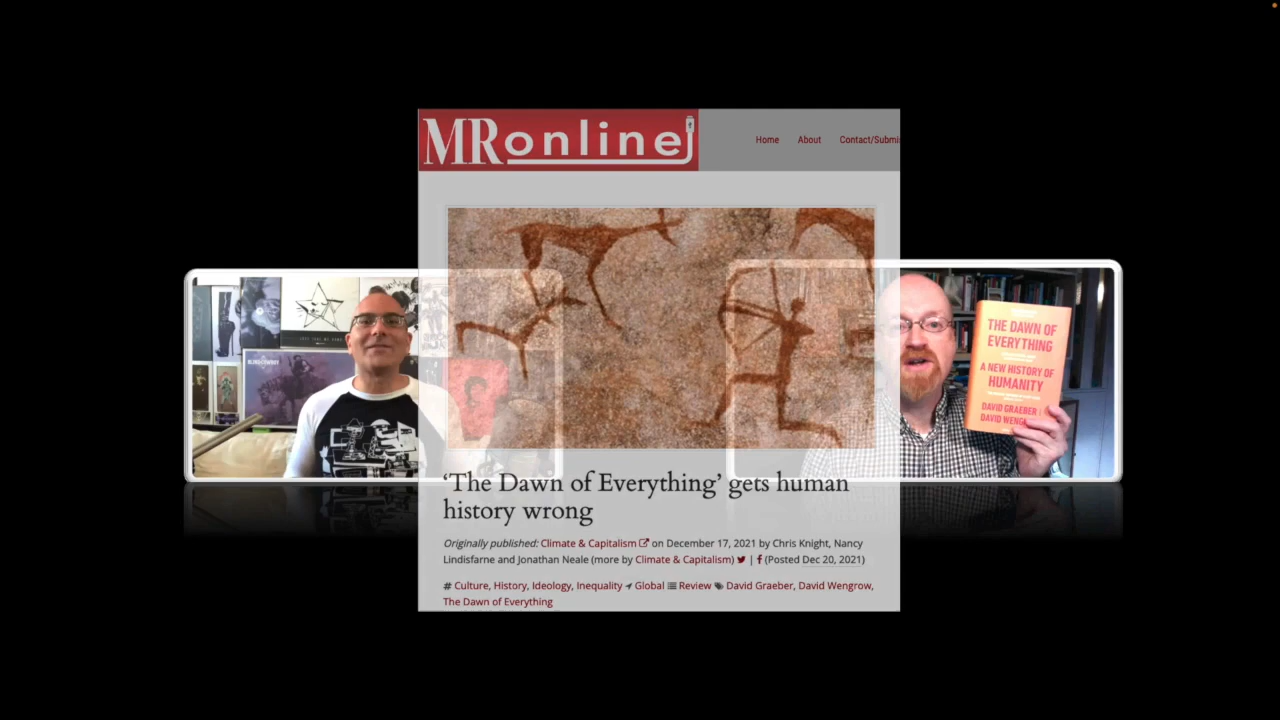 MRonline
Home About Contact/Submi
THE DAWN OF
EVERYTHING
A NEW HISTORY OF
HUMANITY
DAVID GRAEBER
DAVID WENG
‘The Dawn of Everything’ gets human
history wrong
Originally published: Climate & Capitalism on December 17, 2021 by Chris Knight, Nancy
Lindisfarne and Jonathan Neale (more by Climate & Capitalism) | (Posted Dec 20, 2021)
# Culture, History, Ideology, Inequality Global Review David Graeber, David Wengrow,
The Dawn of Everything